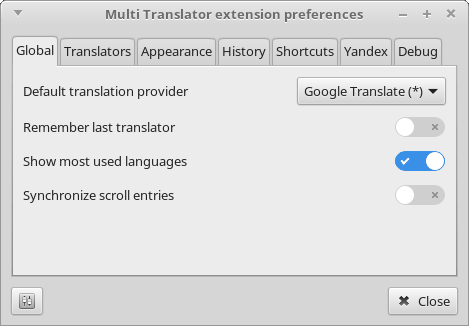 Multi Translator extension preferences
Global Translators Appearance History Shortcuts Yandex Debug
Default translation provider Google Translate (*)
Remember last translator
Show most used languages
Synchronize scroll entries
Close